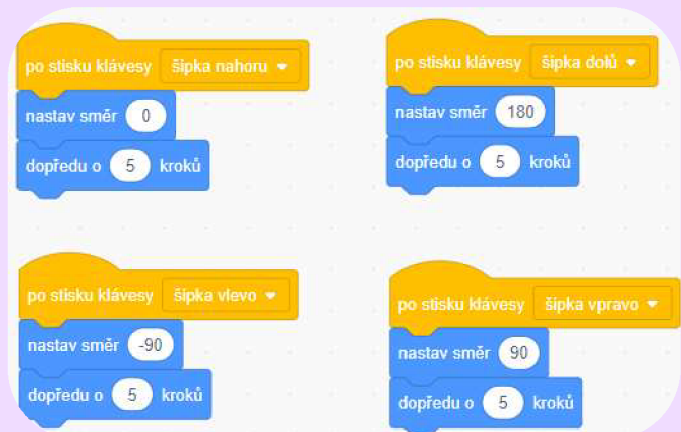 po stisku klávesy šipka nahoru
nastav směr 0
dopředu o 5 kroků
po stisku klávesy šipka dolů
nastav směr 180
dopředu o 5 kroků
po stisku klávesy šipka vlevo
nastav směr -90
dopředu o 5 kroků
po stisku klávesy šipka vpravo
nastav směr 90
dopředu o 5 kroků